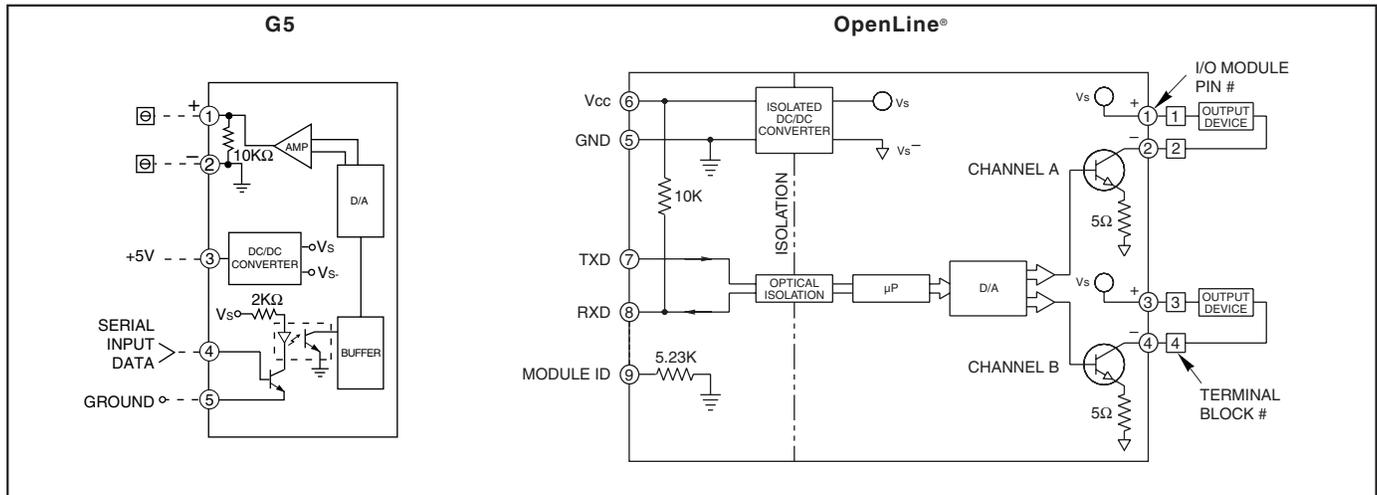 G5
+
1
10KΩ
−
2
AMP
D/A
+5V
3
DC/DC
CONVERTER
VS
VS-
2KΩ
VS
SERIAL
INPUT
DATA
4
BUFFER
GROUND
5
OpenLine®
I/O MODULE
PIN #
Vcc
6
ISOLATED
DC/DC
CONVERTER
Vs
GND
5
Vs−
10K
ISOLATION
TXD
7
OPTICAL
ISOLATION
µP
D/A
RXD
8
MODULE ID
9
5.23K
Vs
+
1
1
OUTPUT
DEVICE
−
2
2
CHANNEL A
5Ω
Vs
+
3
3
OUTPUT
DEVICE
−
4
4
CHANNEL B
5Ω
TERMINAL
BLOCK #